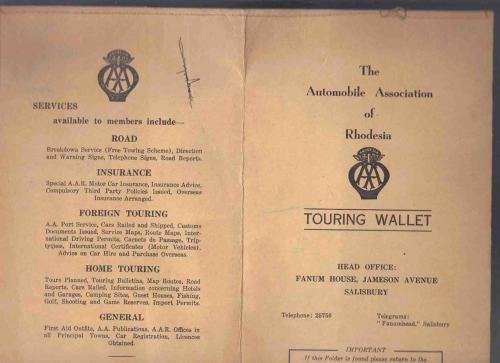 AA
SERVICES
available to members include—
ROAD
Breakdown Service (Free Touring Scheme), Direction
and Warning Signs, Telephone Signs, Road Reports.
INSURANCE
Special A.A.R. Motor Car Insurance, Insurance Advice,
Compulsory Third Party Policies Issued, Overseas
Insurance Arranged.
FOREIGN TOURING
A.A. Port Service, Cars Railed and Shipped, Customs
Documents Issued, Service Maps, Route Maps, Inter-
national Driving Permits, Carnets de Passage, Trip-
tyques, International Certificates (Motor Vehicles),
Advice on Car Hire and Purchase Overseas.
HOME TOURING
Tours Planned, Touring Bulletins, Map Routes, Road
Reports, Cars Railed, Information concerning Hotels
and Garages, Camping Sites, Guest Houses, Fishing,
Golf, Shooting and Game Reserves, Import Permits.
GENERAL
First Aid Outfits, A.A. Publications, A.A.R. Offices in
all Principal Towns, Car Registration, Licences
Obtained.
The
Automobile Association
of
Rhodesia
AA
TOURING WALLET
HEAD OFFICE:
FANUM HOUSE, JAMESON AVENUE
SALISBURY
Telephone: 26750
Telegrams:
"Fanumhead," Salisbury
IMPORTANT
If this Folder is found please return to the